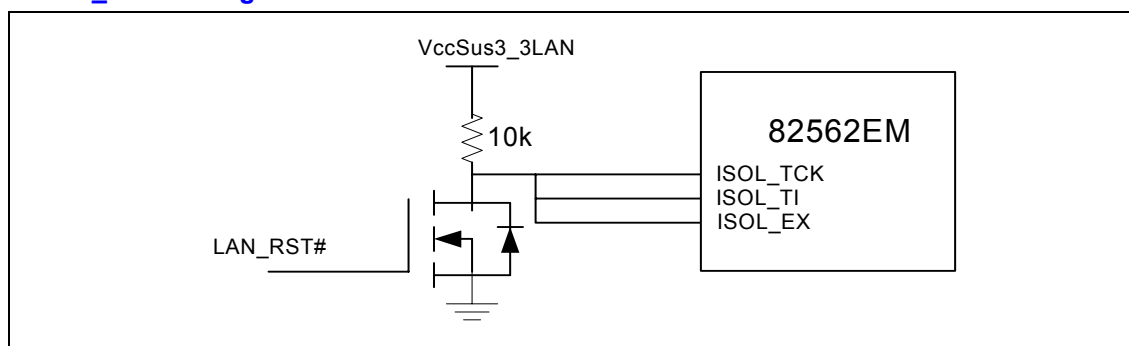 VccSus3_3LAN
10k
82562EM
ISOL_TCK
ISOL_TI
ISOL_EX
LAN_RST#